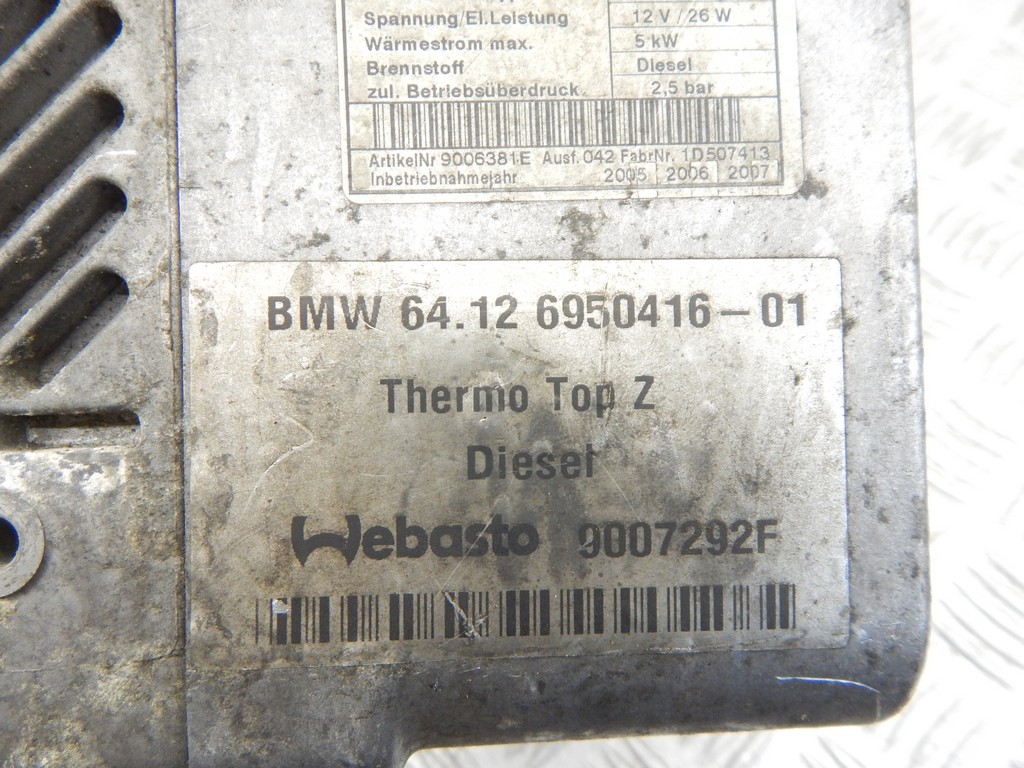 Spannung/El.Leistung 12 V / 26 W
Wärmestrom max. 5 kW
Brennstoff Diesel
zul. Betriebsüberdruck 2,5 bar
ArtikelNr 9006381E Ausf. 042 FabrNr. 1D507413
Inbetriebnahmejahr 2005 2006 2007
BMW 64.12 6950416-01
Thermo Top Z
Diesel
Webasto 9007292F